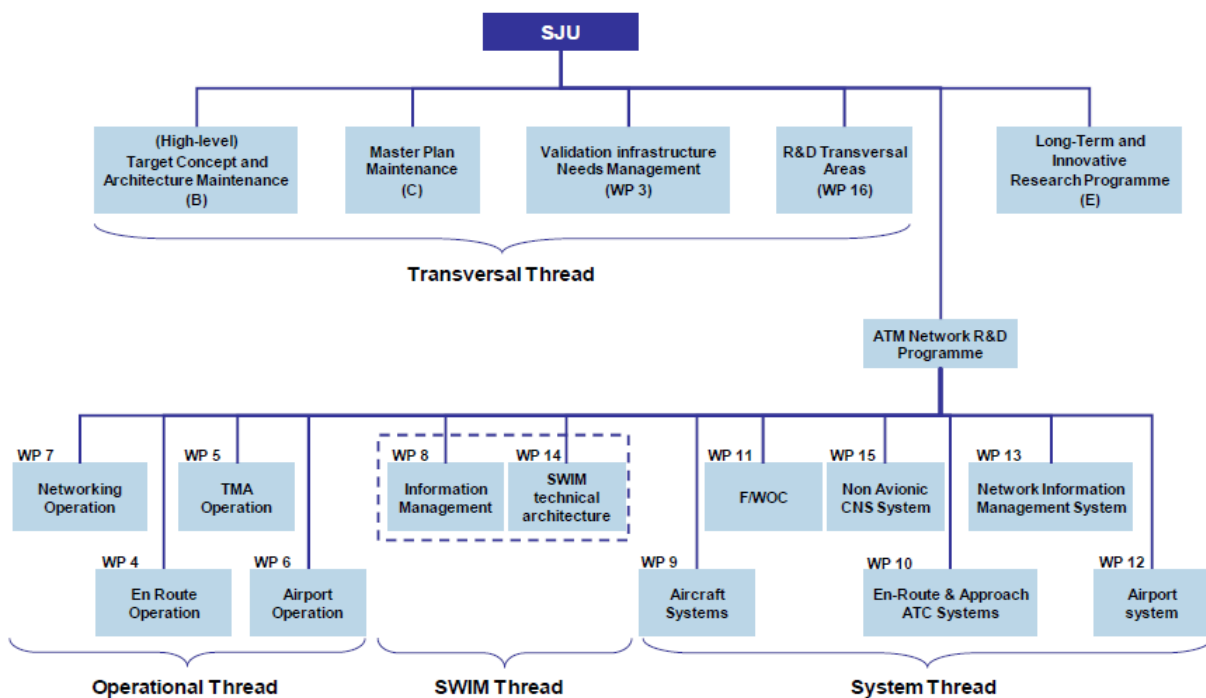 SJU
(High-level)
Target Concept and
Architecture Maintenance
(B)
Master Plan
Maintenance
(C)
Validation infrastructure
Needs Management
(WP 3)
R&D Transversal
Areas
(WP 16)
Long-Term and
Innovative
Research Programme
(E)
Transversal Thread
ATM Network R&D
Programme
WP 7
Networking
Operation
WP 5
TMA
Operation
WP 8
Information
Management
WP 14
SWIM
technical
architecture
WP 11
F/WOC
WP 15
Non Avionic
CNS System
WP 13
Network Information
Management System
WP 4
En Route
Operation
WP 6
Airport
Operation
WP 9
Aircraft
Systems
WP 10
En-Route & Approach
ATC Systems
WP 12
Airport
system
Operational Thread
SWIM Thread
System Thread